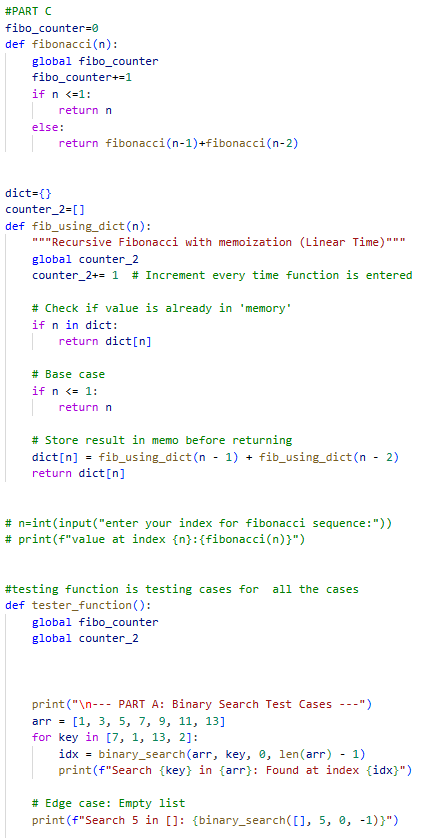 #PART C
fibo_counter=0
def fibonacci(n):
    global fibo_counter
    fibo_counter+=1
    if n <=1:
        return n
    else:
        return fibonacci(n-1)+fibonacci(n-2)
dict={}
counter_2=[]
def fib_using_dict(n):
    """Recursive Fibonacci with memoization (Linear Time)"""
    global counter_2
    counter_2+= 1  # Increment every time function is entered
    # Check if value is already in 'memory'
    if n in dict:
        return dict[n]
    # Base case
    if n <= 1:
        return n
    # Store result in memo before returning
    dict[n] = fib_using_dict(n - 1) + fib_using_dict(n - 2)
    return dict[n]
# n=int(input("enter your index for fibonacci sequence:"))
# print(f"value at index {n}:{fibonacci(n)}")
#testing function is testing cases for  all the cases
def tester_function():
    global fibo_counter
    global counter_2
    print("\n--- PART A: Binary Search Test Cases ---")
    arr = [1, 3, 5, 7, 9, 11, 13]
    for key in [7, 1, 13, 2]:
        idx = binary_search(arr, key, 0, len(arr) - 1)
        print(f"Search {key} in {arr}: Found at index {idx}")
    # Edge case: Empty list
    print(f"Search 5 in []: {binary_search([], 5, 0, -1)}")